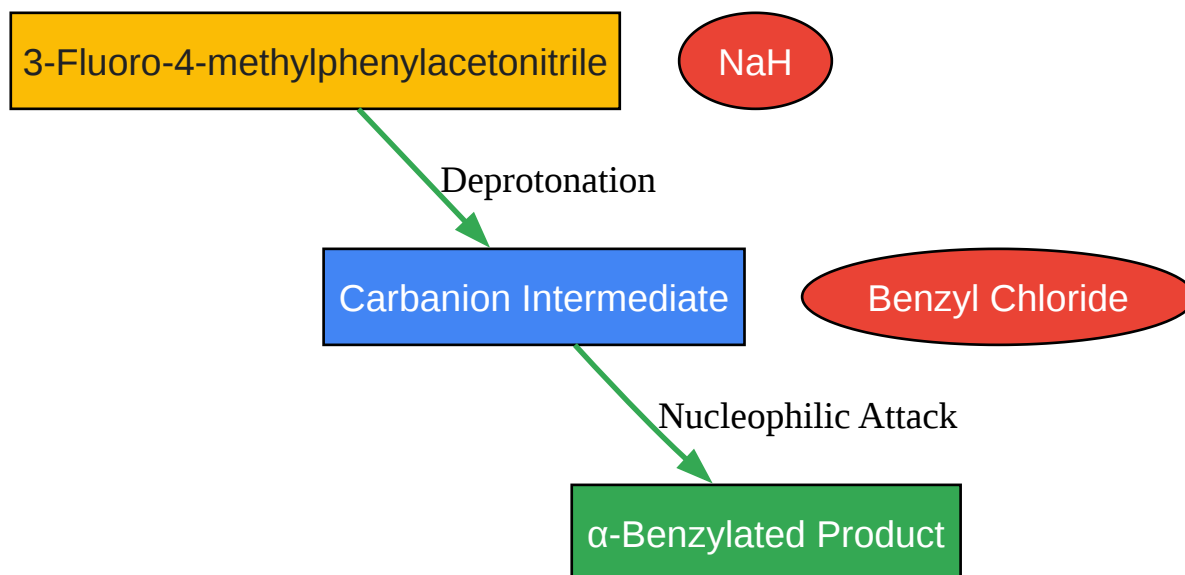 3-Fluoro-4-methylphenylacetonitrile
NaH
Deprotonation
Carbanion Intermediate
Benzyl Chloride
Nucleophilic Attack
α-Benzylated Product